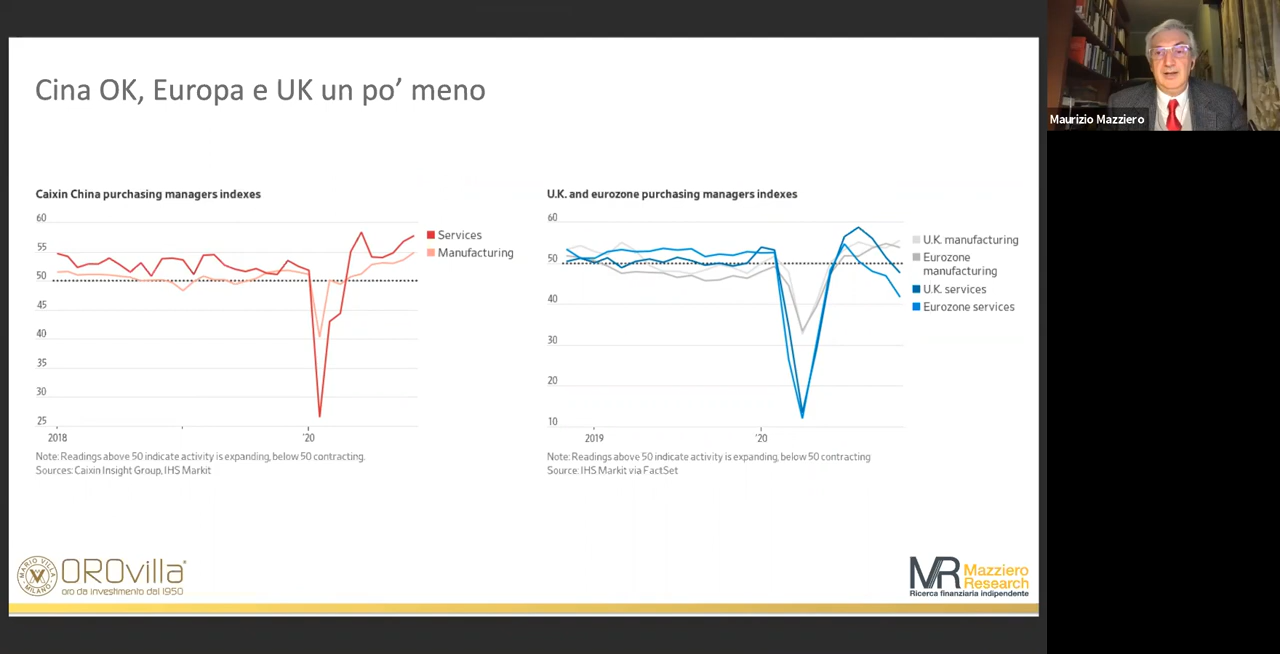 Cina OK, Europa e UK un po’ meno
Maurizio Mazziero
Caixin China purchasing managers indexes
60
55
50
45
40
35
30
25
2018
'20
Services
Manufacturing
Note: Readings above 50 indicate activity is expanding, below 50 contracting.
Sources: Caixin Insight Group, IHS Markit
U.K. and eurozone purchasing managers indexes
60
50
40
30
20
10
2019
'20
U.K. manufacturing
Eurozone
manufacturing
U.K. services
Eurozone services
Note: Readings above 50 indicate activity is expanding, below 50 contracting
Source: IHS Markit via FactSet
MARIO VILLA
MILANO
OROvilla
oro da investimento dal 1950
MR Mazziero
Research
Ricerca finanziaria indipendente